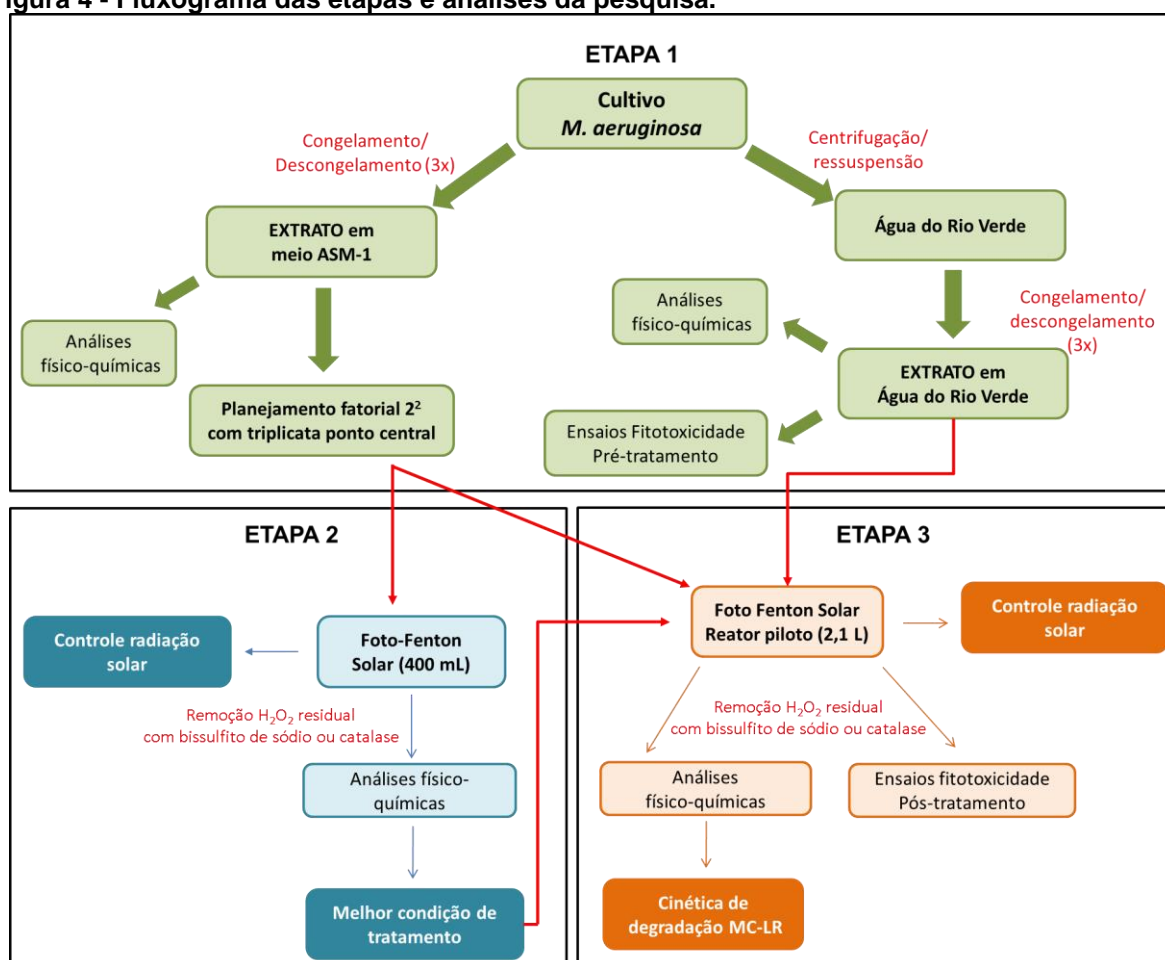 igura 4 - Fluxograma das etapas e análises da pesquisa.
ETAPA 1
Cultivo
M. aeruginosa
Congelamento/
Descongelamento (3x)
Centrifugação/
ressuspensão
EXTRATO em
meio ASM-1
Água do Rio Verde
Análises
físico-químicas
Análises
físico-químicas
Congelamento/
descongelamento
(3x)
Planejamento fatorial 2²
com triplicata ponto central
EXTRATO em
Água do Rio Verde
Ensaios Fitotoxicidade
Pré-tratamento
ETAPA 2
Controle radiação
solar
Foto-Fenton
Solar (400 mL)
Remoção H₂O₂ residual
com bissulfito de sódio ou catalase
Análises físico-
químicas
Melhor condição de
tratamento
ETAPA 3
Foto Fenton Solar
Reator piloto (2,1 L)
Controle radiação
solar
Remoção H₂O₂ residual
com bissulfito de sódio ou catalase
Análises
físico-químicas
Ensaios fitotoxicidade
Pós-tratamento
Cinética de
degradação MC-LR